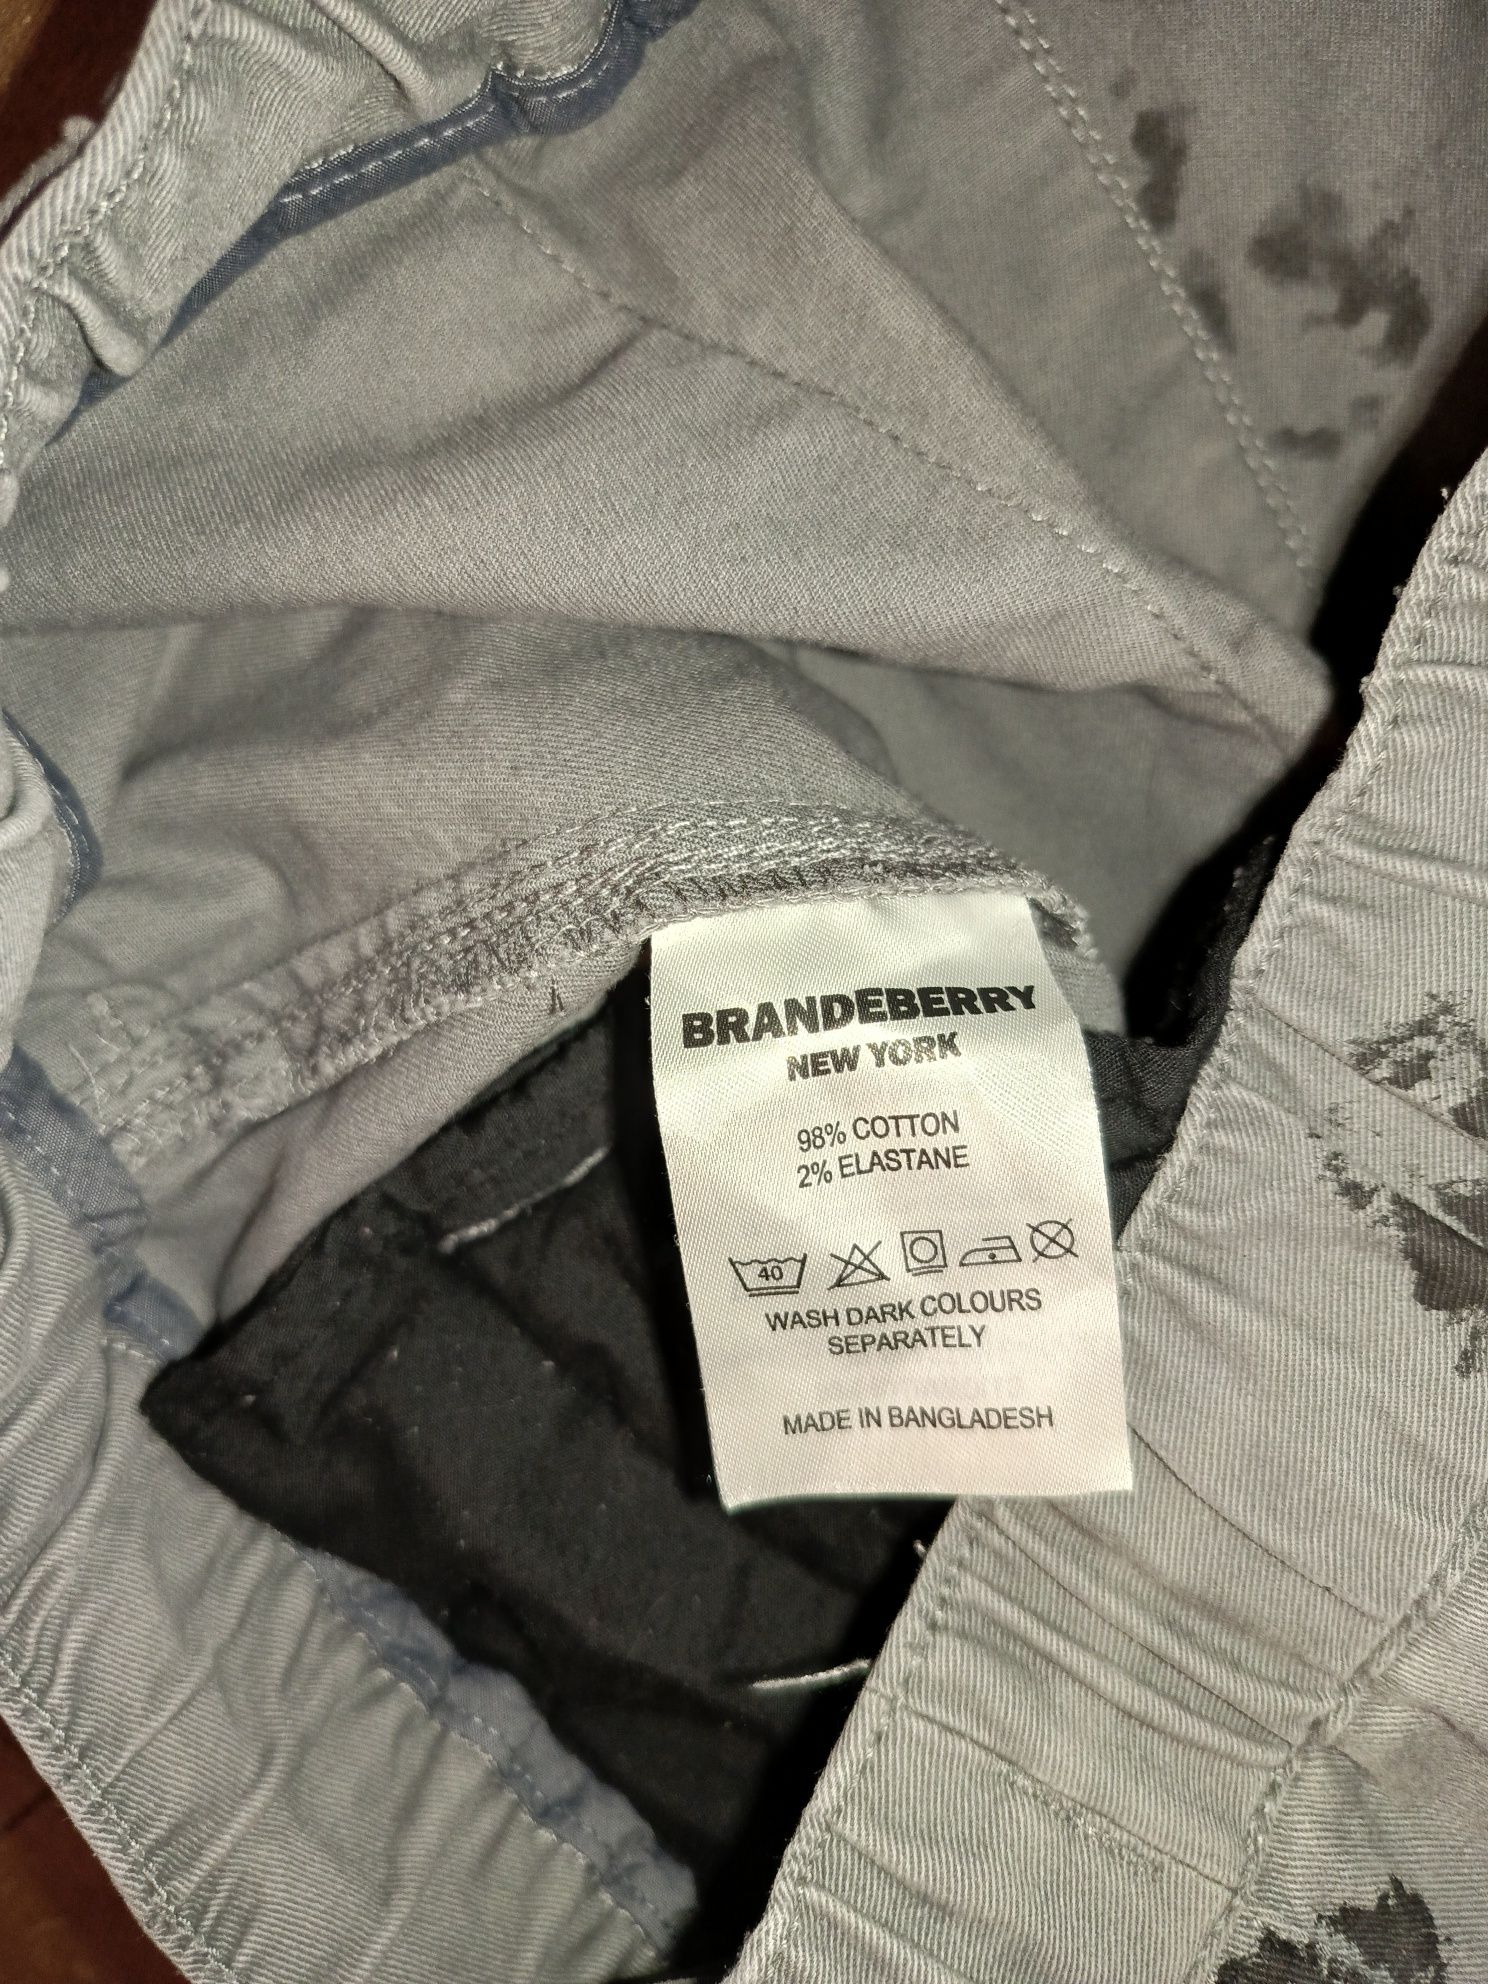 BRANDEBERRY
NEW YORK
98% COTTON
2% ELASTANE
40
WASH DARK COLOURS
SEPARATELY
MADE IN BANGLADESH